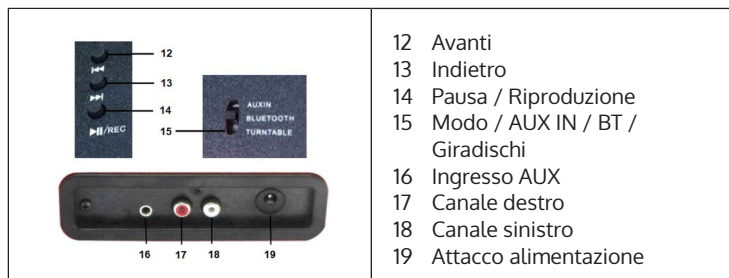 12
13
14
/REC
15
AUXIN
BLUETOOTH
TURNTABLE
16
17
18
19
12 Avanti
13 Indietro
14 Pausa / Riproduzione
15 Modo / AUX IN / BT /
Giradischi
16 Ingresso AUX
17 Canale destro
18 Canale sinistro
19 Attacco alimentazione